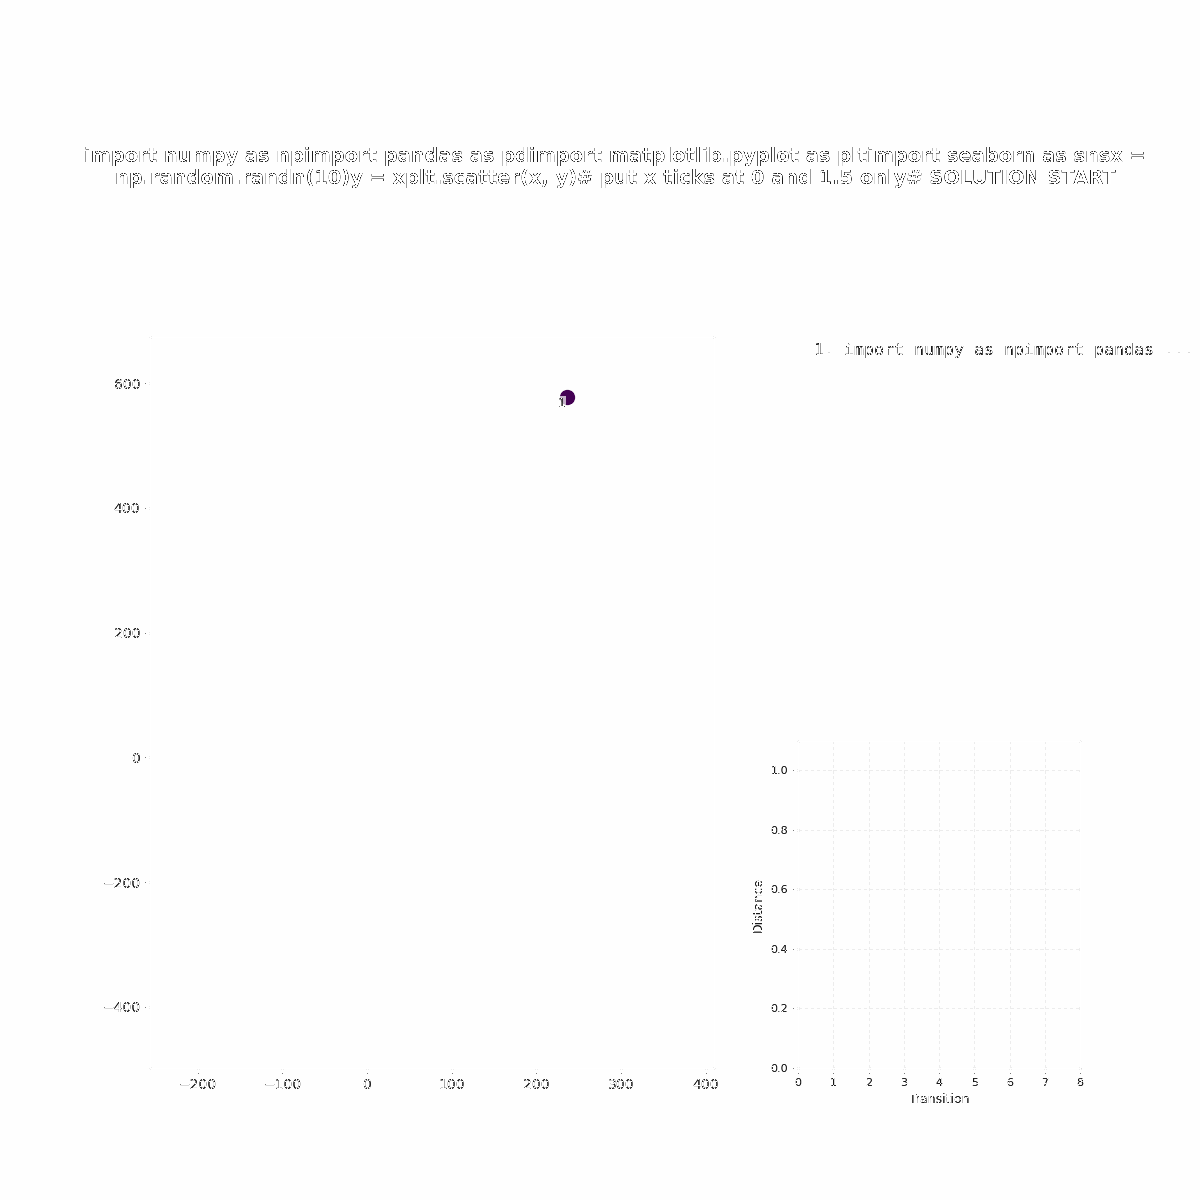 import numpy as npimport pandas as pdimport matplotlib.pyplot as pltimport seaborn as snsx =
np.random.randn(10)y = xplt.scatter(x, y)# put x ticks at 0 and 1.5 only# SOLUTION START
1. import numpy as npimport pandas ...
600
1
400
200
0
−200
−400
−200 −100 0 100 200 300 400
1.0
0.8
0.6
0.4
0.2
0.0
Distance
0 1 2 3 4 5 6 7 8
Transition